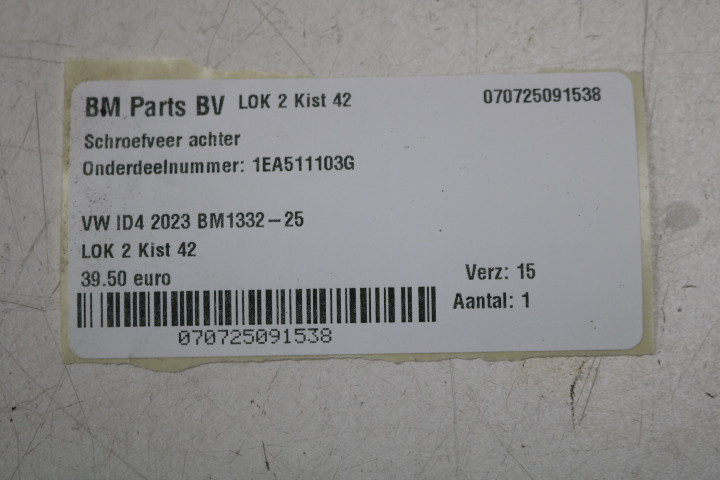 BM Parts BV LOK 2 Kist 42 070725091538
Schroefveer achter
Onderdeelnummer: 1EA511103G
VW ID4 2023 BM1332-25
LOK 2 Kist 42
39.50 euro Verz: 15
Aantal: 1
070725091538